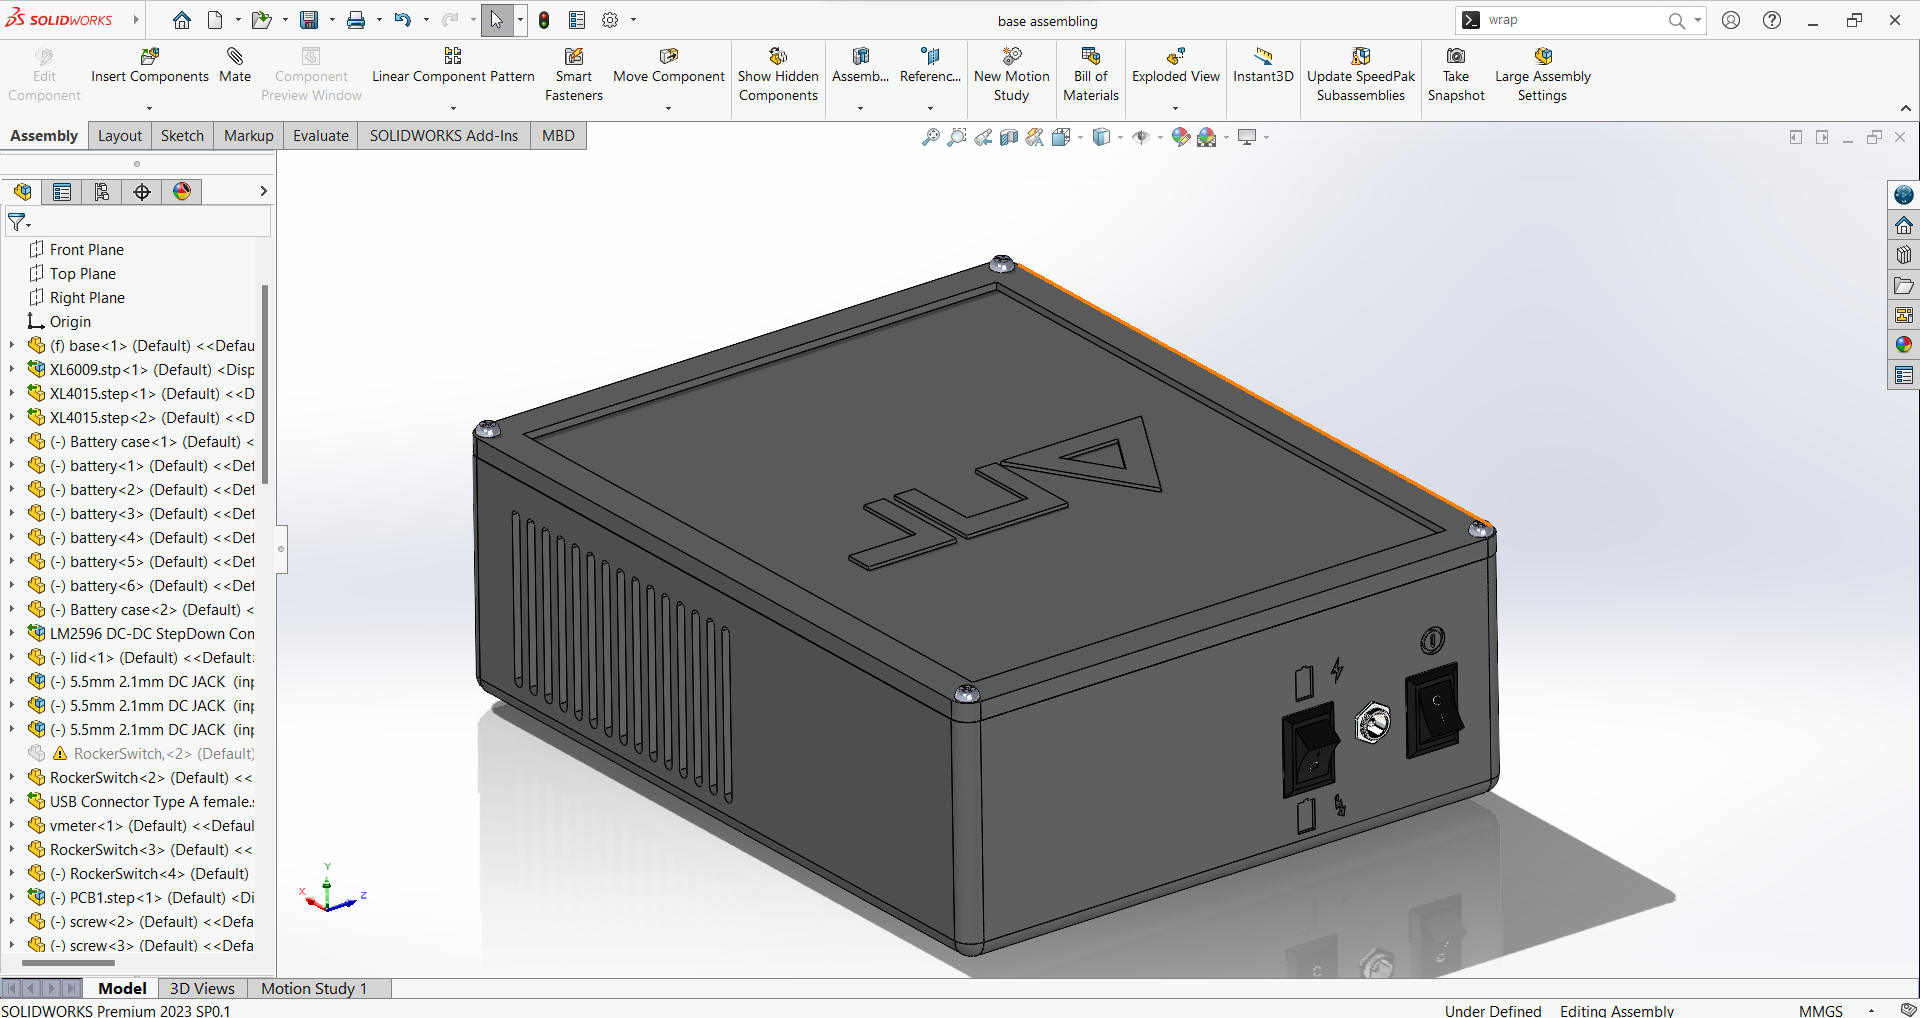 SOLIDWORKS
base assembling
wrap
Edit Component
Insert Components
Mate
Component Preview Window
Linear Component Pattern
Smart Fasteners
Move Component
Show Hidden Components
Assemb...
Referenc...
New Motion Study
Bill of Materials
Exploded View
Instant3D
Update SpeedPak Subassemblies
Take Snapshot
Large Assembly Settings
Assembly
Layout
Sketch
Markup
Evaluate
SOLIDWORKS Add-Ins
MBD
Front Plane
Top Plane
Right Plane
Origin
(f) base<1> (Default) <<Defau
XL6009.stp<1> (Default) <Disp
XL4015.step<1> (Default) <<D
XL4015.step<2> (Default) <<D
(-) Battery case<1> (Default) <
(-) battery<1> (Default) <<Def
(-) battery<2> (Default) <<Def
(-) battery<3> (Default) <<Def
(-) battery<4> (Default) <<Def
(-) battery<5> (Default) <<Def
(-) battery<6> (Default) <<Def
(-) Battery case<2> (Default) <
LM2596 DC-DC StepDown Con
(-) lid<1> (Default) <<Default:
(-) 5.5mm 2.1mm DC JACK (inp
(-) 5.5mm 2.1mm DC JACK (inp
(-) 5.5mm 2.1mm DC JACK (inp
RockerSwitch,<2> (Default)
RockerSwitch<2> (Default) <<
USB Connector Type A female.s
vmeter<1> (Default) <<Defaul
RockerSwitch<3> (Default) <<
(-) RockerSwitch<4> (Default)
(-) PCB1.step<1> (Default) <Di
(-) screw<2> (Default) <<Defa
(-) screw<3> (Default) <<Defa
Y
X
Z
Model
3D Views
Motion Study 1
SOLIDWORKS Premium 2023 SP0.1
Under Defined
Editing Assembly
MMGS